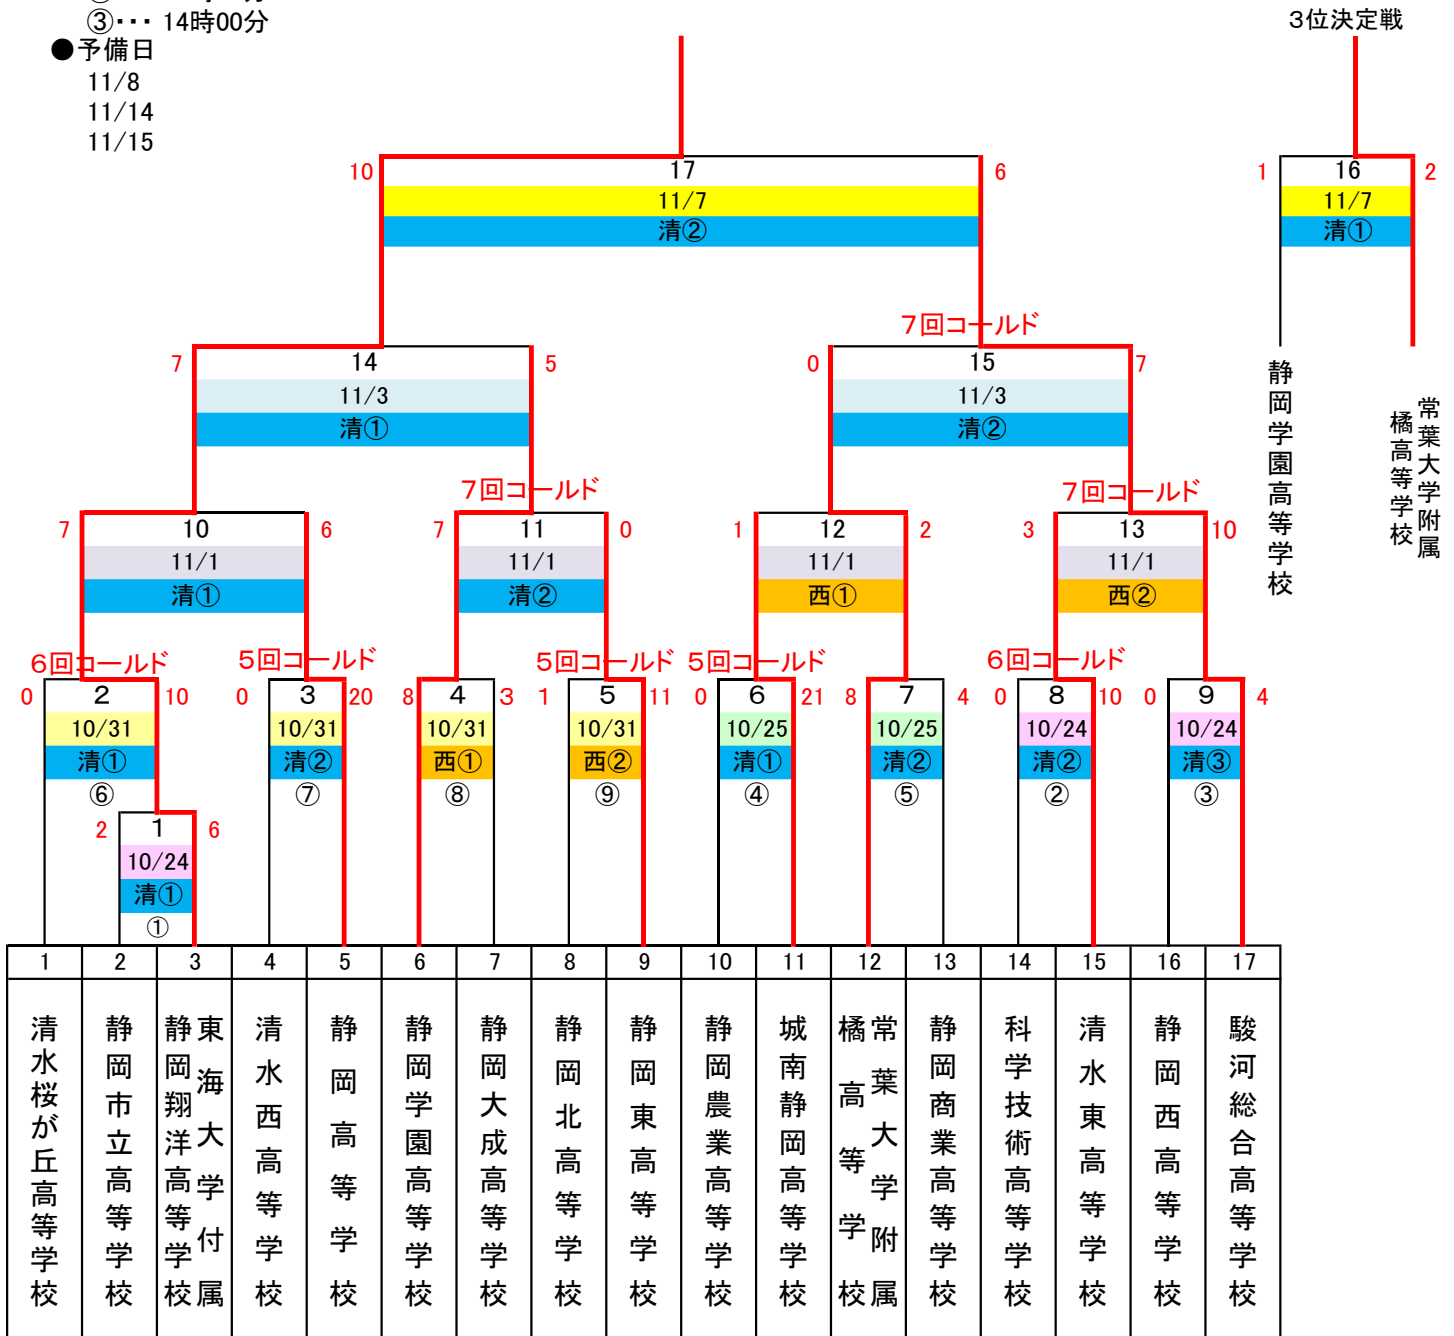 ③･･･ 14時00分
●予備日
11/8
11/14
11/15
3位決定戦
10
17
6
11/7
清②
1
16
2
11/7
清①
7回コールド
7
14
5
11/3
清①
0
15
7
11/3
清②
静岡学園高等学校
常葉大学附属
橘高等学校
7回コールド
7回コールド
7
10
6
11/1
清①
7
11
0
11/1
清②
1
12
2
11/1
西①
3
13
10
11/1
西②
6回コールド
5回コールド
5回コールド
5回コールド
6回コールド
0
2
10
10/31
清①
⑥
0
3
20
10/31
清②
⑦
8
4
3
10/31
西①
⑧
1
5
11
10/31
西②
⑨
0
6
21
10/25
清①
④
8
7
4
10/25
清②
⑤
0
8
10
10/24
清②
②
0
9
4
10/24
清③
③
2
1
6
10/24
清①
①
1
2
3
4
5
6
7
8
9
10
11
12
13
14
15
16
17
清水桜が丘高等学校
静岡市立高等学校
東海大学付属
静岡翔洋高等学校
清水西高等学校
静岡高等学校
静岡学園高等学校
静岡大成高等学校
静岡北高等学校
静岡東高等学校
静岡農業高等学校
城南静岡高等学校
常葉大学附属
橘高等学校
静岡商業高等学校
科学技術高等学校
清水東高等学校
静岡西高等学校
駿河総合高等学校